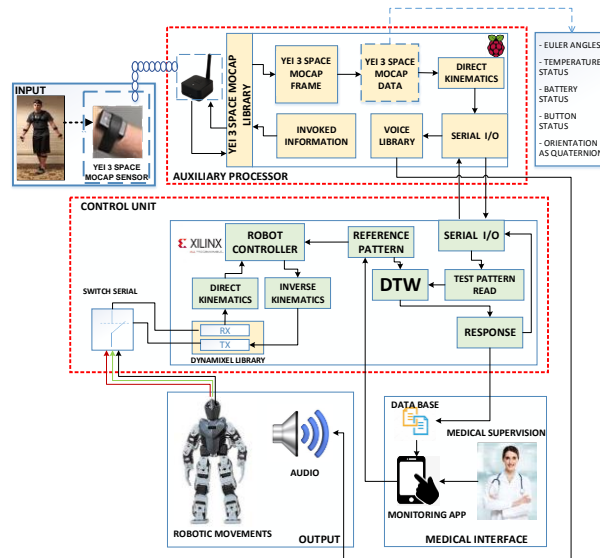 INPUT
YEI 3 SPACE
MOCAP SENSOR
YEI 3 SPACE MOCAP
LIBRARY
YEI 3 SPACE
MOCAP
FRAME
YEI 3 SPACE
MOCAP
DATA
DIRECT
KINEMATICS
INVOKED
INFORMATION
VOICE
LIBRARY
SERIAL I/O
AUXILIARY PROCESSOR
- EULER ANGLES
- TEMPERATURE
STATUS
- BATTERY
STATUS
- BUTTON
STATUS
- ORIENTATION
AS QUATERNION
CONTROL UNIT
XILINX
ROBOT
CONTROLLER
REFERENCE
PATTERN
SERIAL I/O
DIRECT
KINEMATICS
INVERSE
KINEMATICS
DTW
TEST PATTERN
READ
RESPONSE
SWITCH SERIAL
RX
TX
DYNAMIXEL LIBRARY
ROBOTIC MOVEMENTS
AUDIO
OUTPUT
DATA BASE
MEDICAL SUPERVISION
MONITORING APP
MEDICAL INTERFACE